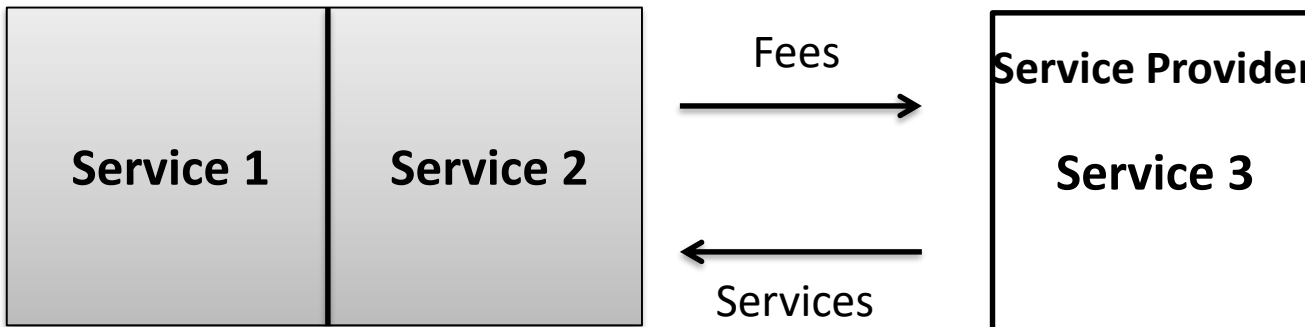 Fees
Service Provider
Service 1
Service 2
Service 3
Services